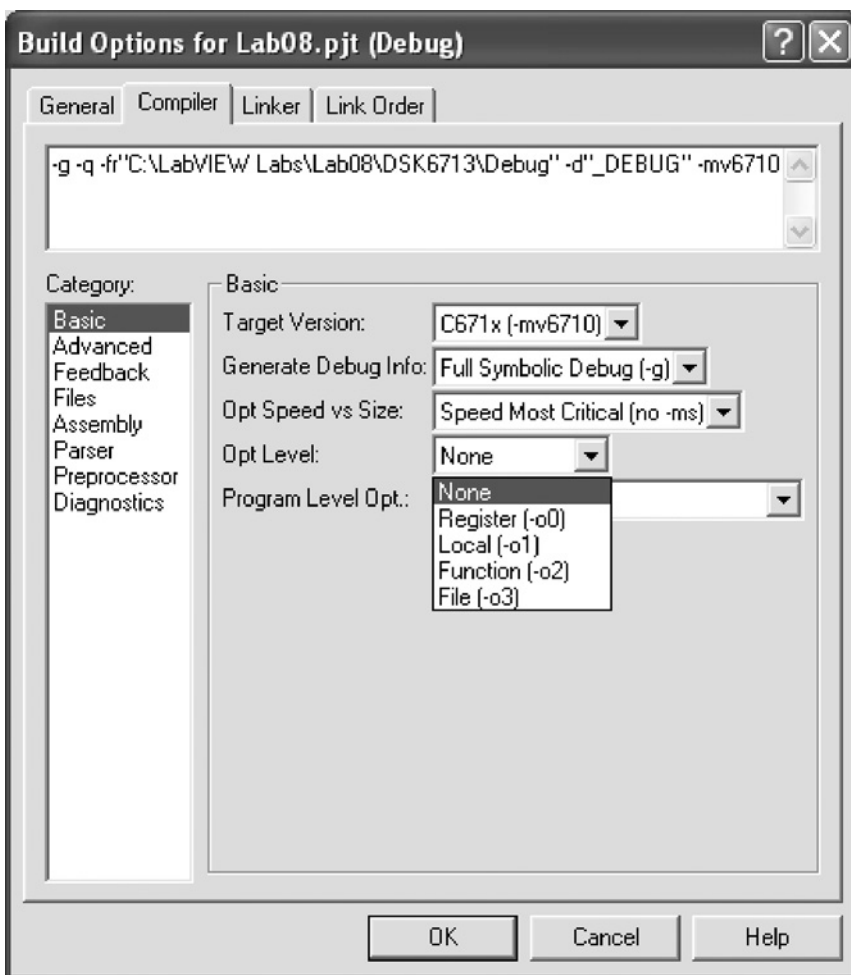 Build Options for Lab08.pjt (Debug)
General Compiler Linker Link Order
-g -q -fr"C:\LabVIEW Labs\Lab08\DSK6713\Debug" -d"_DEBUG" -mv6710
Category:
Basic
Advanced
Feedback
Files
Assembly
Parser
Preprocessor
Diagnostics
Basic
Target Version: C671x (-mv6710)
Generate Debug Info: Full Symbolic Debug (-g)
Opt Speed vs Size: Speed Most Critical (no -ms)
Opt Level: None
None
Register (-o0)
Local (-o1)
Function (-o2)
File (-o3)
Program Level Opt.:
OK Cancel Help